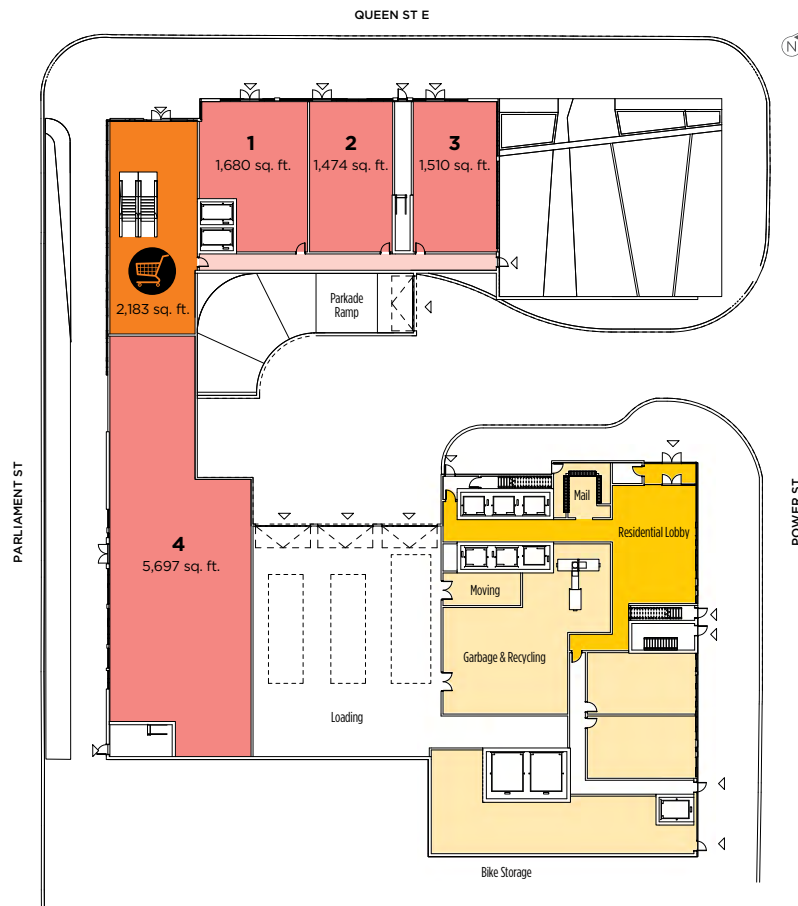 QUEEN ST E
N
1
1,680 sq. ft.
2
1,474 sq. ft.
3
1,510 sq. ft.
2,183 sq. ft.
Parkade
Ramp
PARLIAMENT ST
POWER ST
4
5,697 sq. ft.
Mail
Residential Lobby
Moving
Garbage & Recycling
Loading
Bike Storage